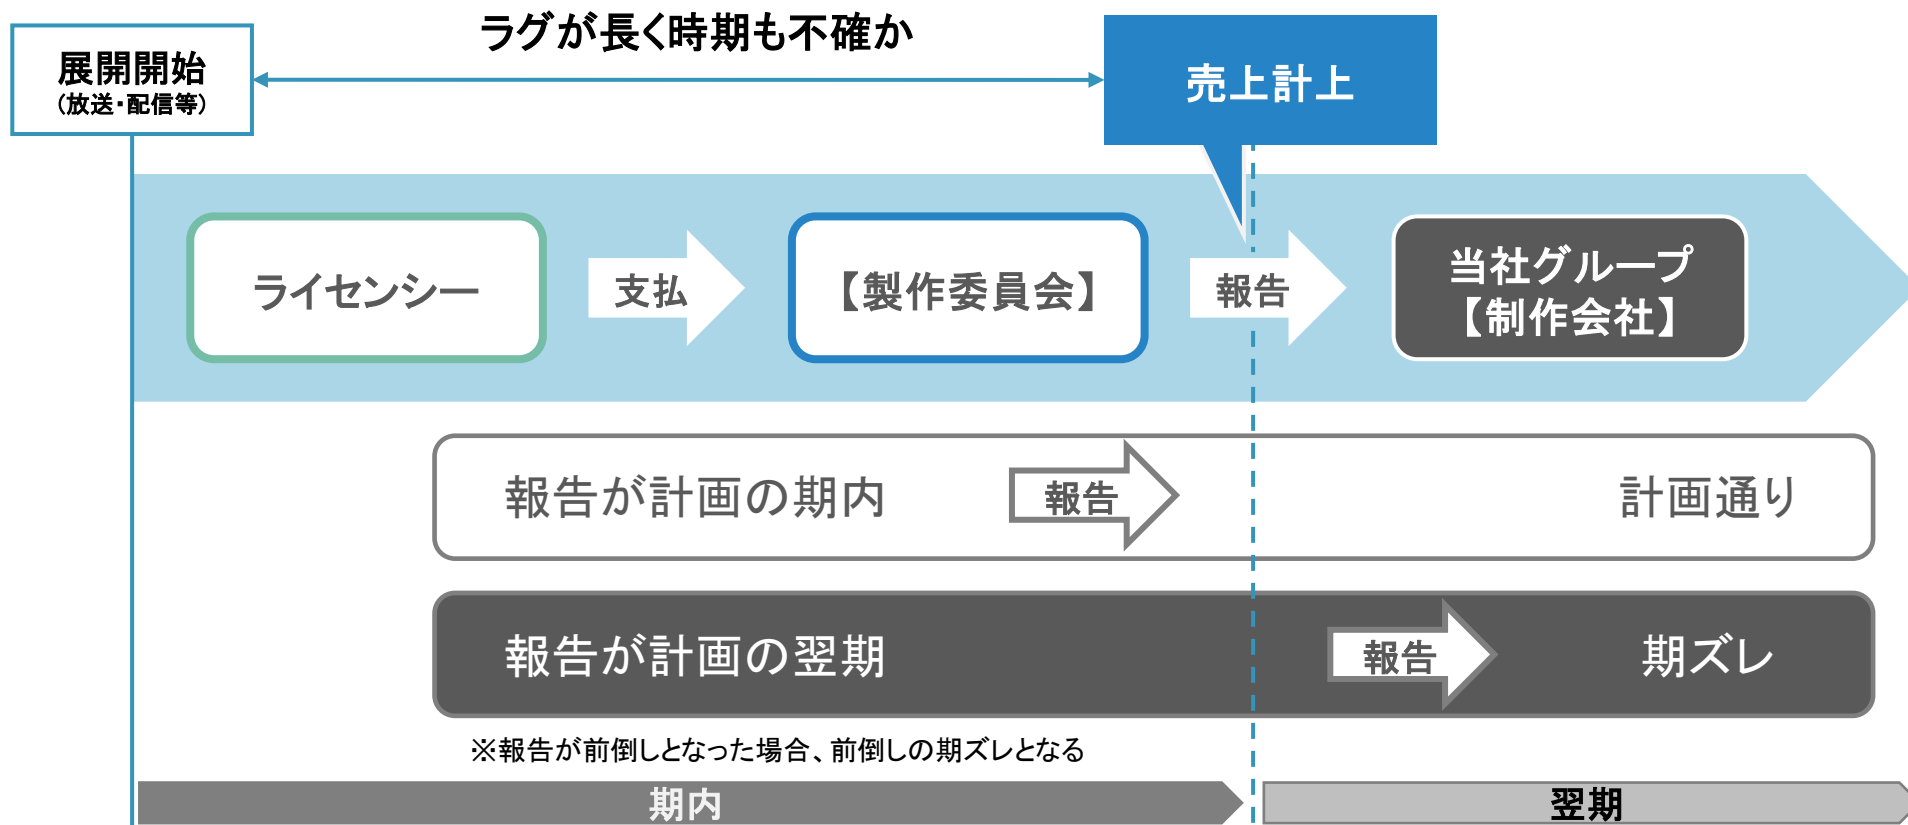 ラグが長く時期も不確か
展開開始
(放送・配信等)
売上計上
ライセンシー
支払
【製作委員会】
報告
当社グループ
【制作会社】
報告が計画の期内
報告
計画通り
報告が計画の翌期
報告
期ズレ
※報告が前倒しとなった場合、前倒しの期ズレとなる
期内
翌期